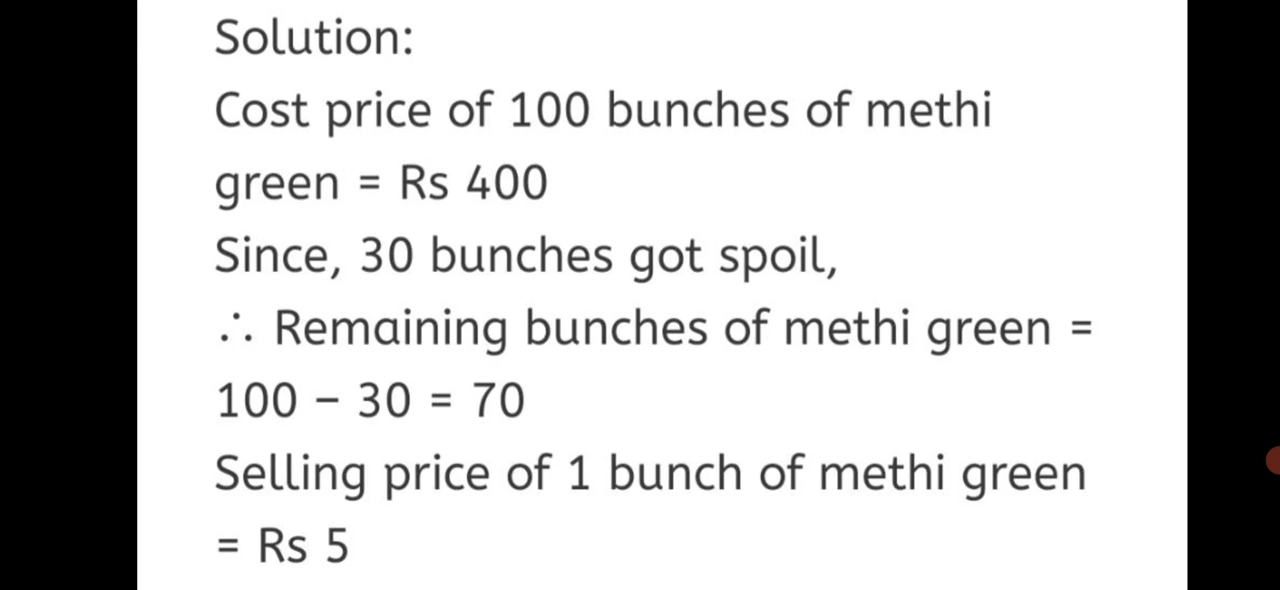 Solution:
Cost price of 100 bunches of methi
green = Rs 400
Since, 30 bunches got spoil,
∴ Remaining bunches of methi green =
100 – 30 = 70
Selling price of 1 bunch of methi green
= Rs 5